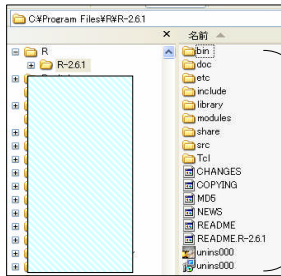 C:¥Program Files¥R¥R-2.6.1
名前
R
R-2.6.1
bin
doc
etc
include
library
modules
share
src
Tcl
CHANGES
COPYING
MD5
NEWS
README
README.R-2.6.1
unins000
unins000